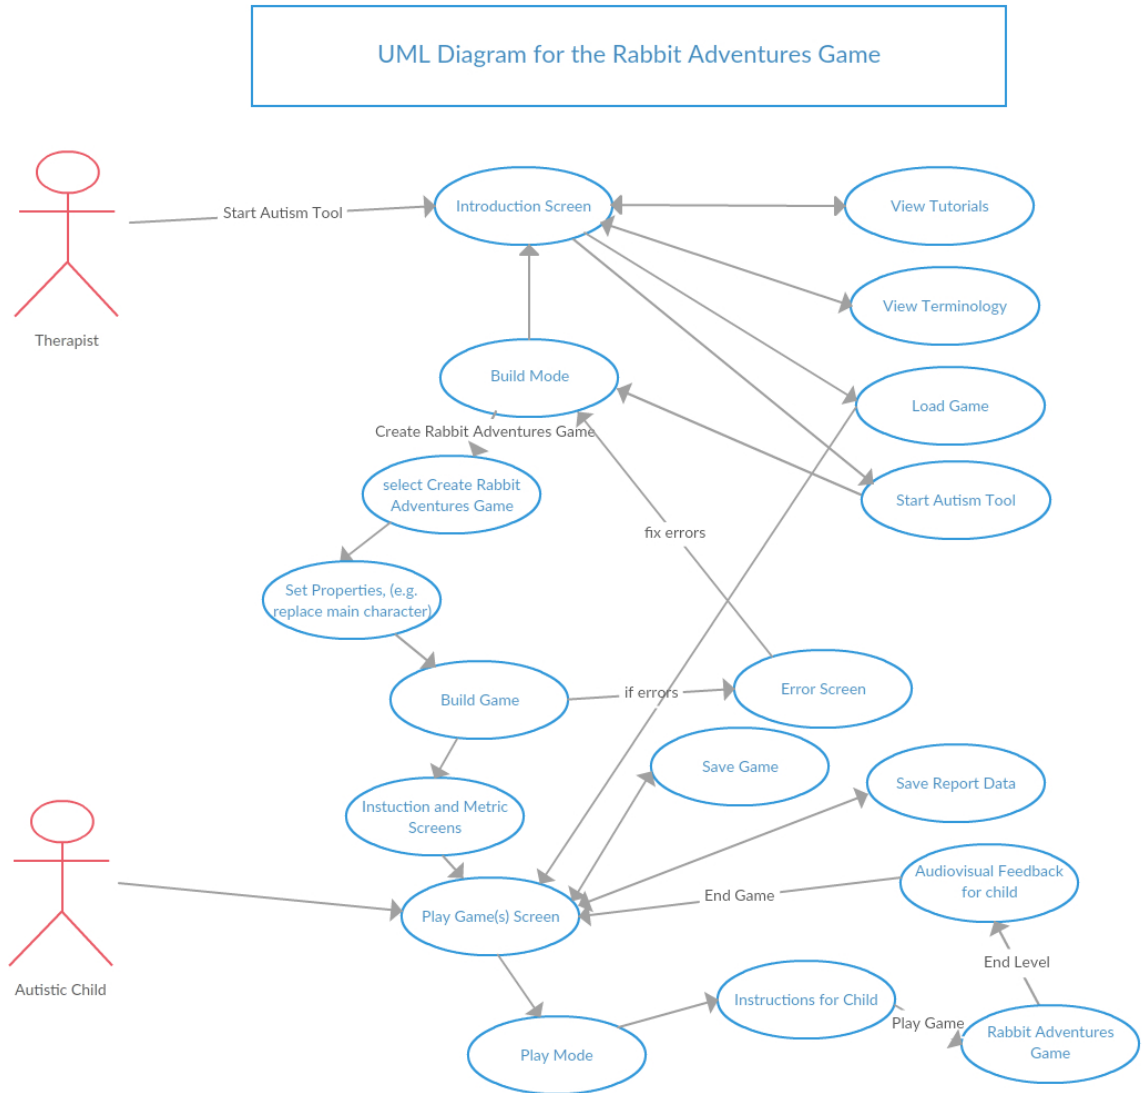 UML Diagram for the Rabbit Adventures Game
Start Autism Tool
Introduction Screen
View Tutorials
View Terminology
Therapist
Build Mode
Load Game
Create Rabbit Adventures Game
select Create Rabbit
Adventures Game
Start Autism Tool
fix errors
Set Properties, (e.g.
replace main character)
Build Game
if errors
Error Screen
Save Game
Save Report Data
Instuction and Metric
Screens
Audiovisual Feedback
for child
End Game
Play Game(s) Screen
Autistic Child
End Level
Instructions for Child
Play Game
Rabbit Adventures
Game
Play Mode